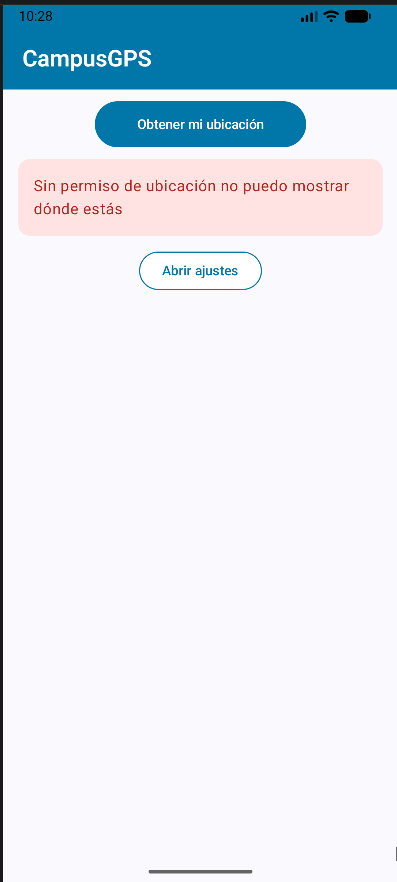 10:28
CampusGPS
Obtener mi ubicación
Sin permiso de ubicación no puedo mostrar
dónde estás
Abrir ajustes